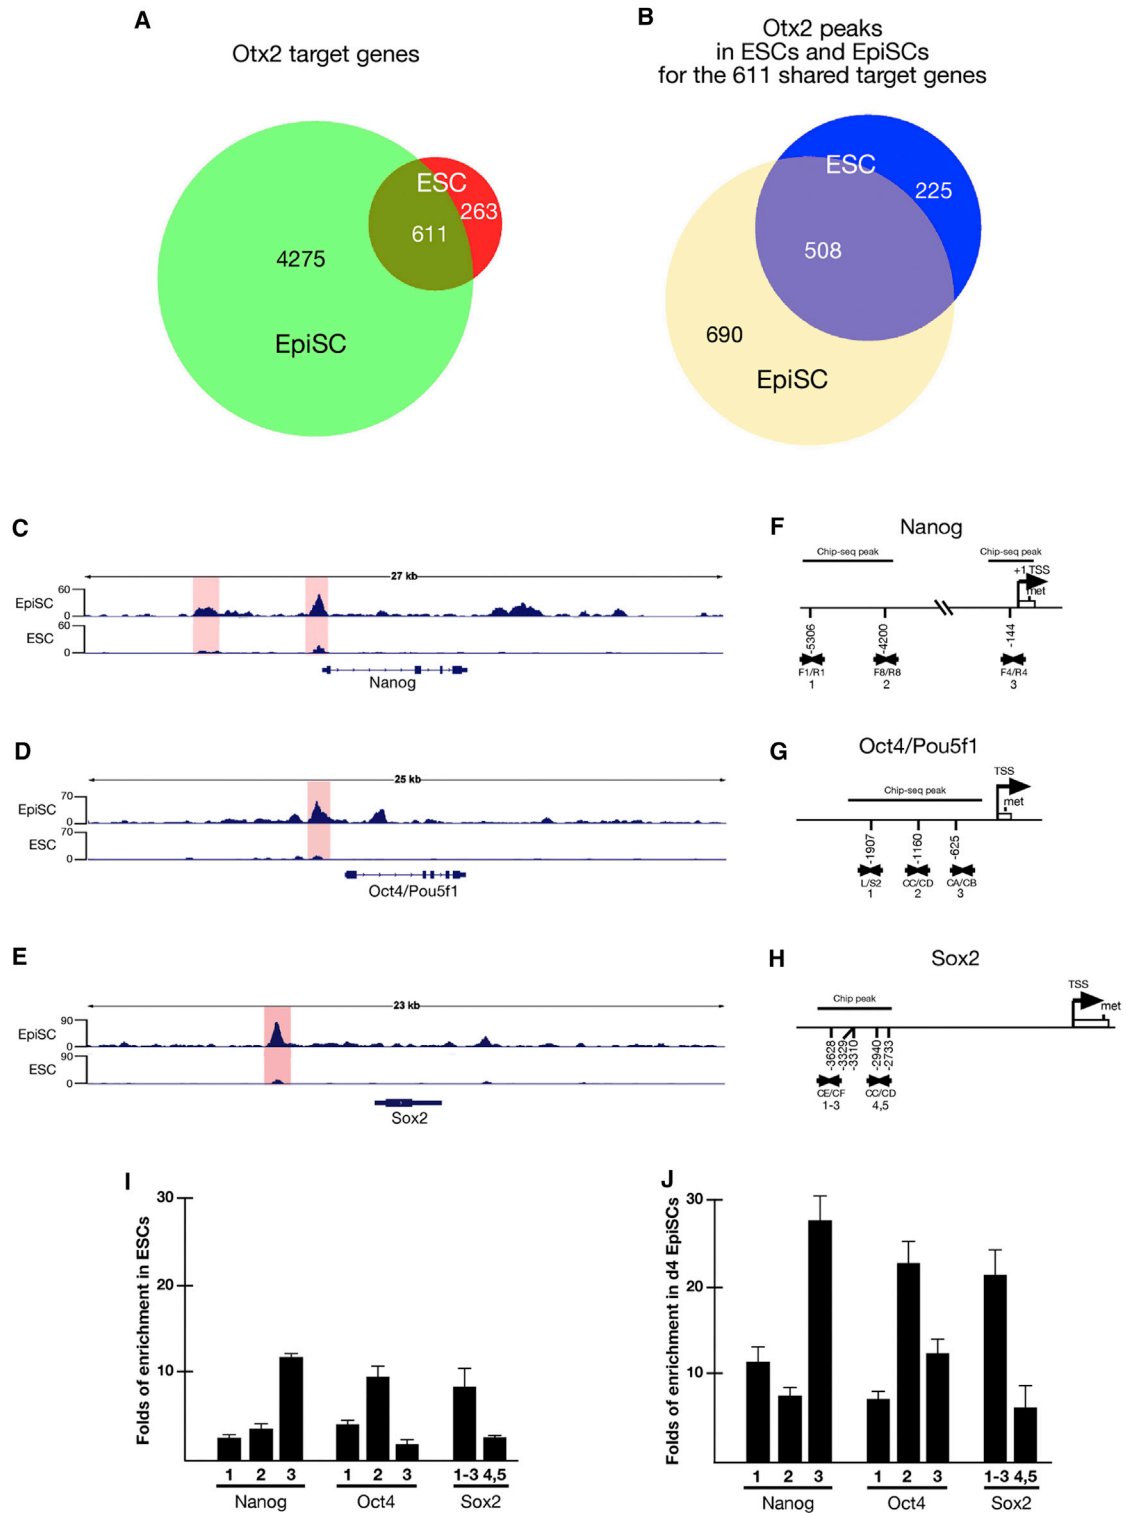 A
Otx2 target genes
ESC
263
611
4275
EpiSC
B
Otx2 peaks
in ESCs and EpiSCs
for the 611 shared target genes
ESC
225
508
690
EpiSC
C
27 kb
60
EpiSC
0
60
ESC
0
Nanog
D
25 kb
70
EpiSC
0
70
ESC
0
Oct4/Pou5f1
E
23 kb
90
EpiSC
0
90
ESC
0
Sox2
F
Nanog
Chip-seq peak Chip-seq peak
+1 TSS
met
-5306 -4200 -144
F1/R1 F8/R8 F4/R4
1 2 3
G
Oct4/Pou5f1
TSS
Chip-seq peak
met
-1907 -1160 -625
L/S2 CC/CD CA/CB
1 2 3
H
Sox2
TSS
Chip peak
met
-3628 -3329 -3310 -2940 -2733
CE/CF CC/CD
1-3 4,5
I
Folds of enrichment in ESCs
30
20
10
1 2 3 1 2 3 1-3 4,5
Nanog Oct4 Sox2
J
Folds of enrichment in d4 EpiSCs
30
20
10
1 2 3 1 2 3 1-3 4,5
Nanog Oct4 Sox2